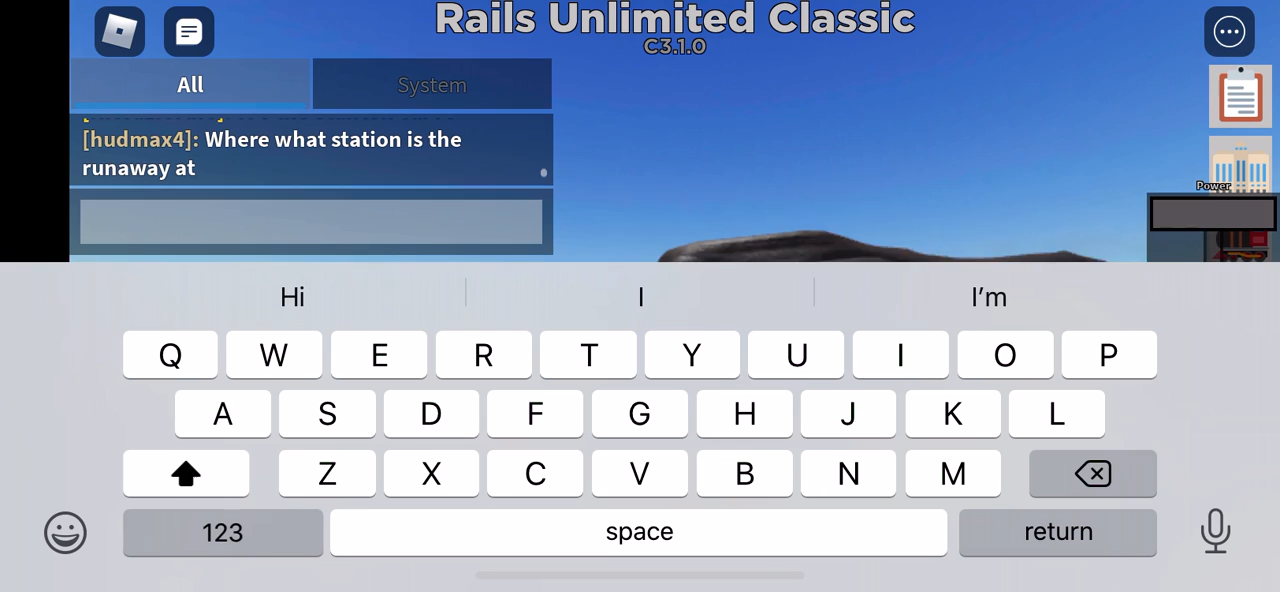 Rails Unlimited Classic
C3.1.0
All
System
[hudmax4]: Where what station is the
runaway at
Power
Hi
I
I'm
Q W E R T Y U I O P
A S D F G H J K L
Z X C V B N M
123
space
return